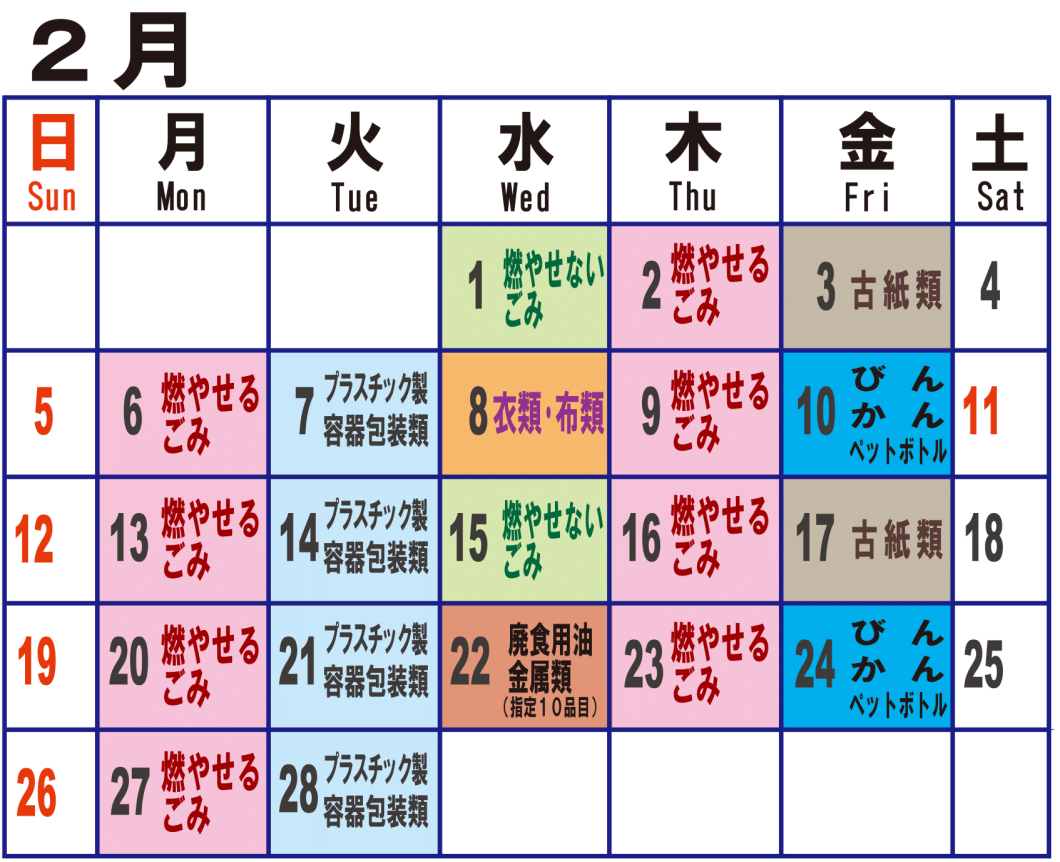 ２月
日 月 火 水 木 金 土
Sun Mon Tue Wed Thu Fri Sat
1 燃やせない
ごみ
2 燃やせる
ごみ
3 古紙類
4
5
6 燃やせる
ごみ
7 プラスチック製
容器包装類
8 衣類・布類
9 燃やせる
ごみ
10 びん
かん
ペットボトル
11
12
13 燃やせる
ごみ
14 プラスチック製
容器包装類
15 燃やせない
ごみ
16 燃やせる
ごみ
17 古紙類
18
19
20 燃やせる
ごみ
21 プラスチック製
容器包装類
22 廃食用油
金属類
（指定１０品目）
23 燃やせる
ごみ
24 びん
かん
ペットボトル
25
26
27 燃やせる
ごみ
28 プラスチック製
容器包装類